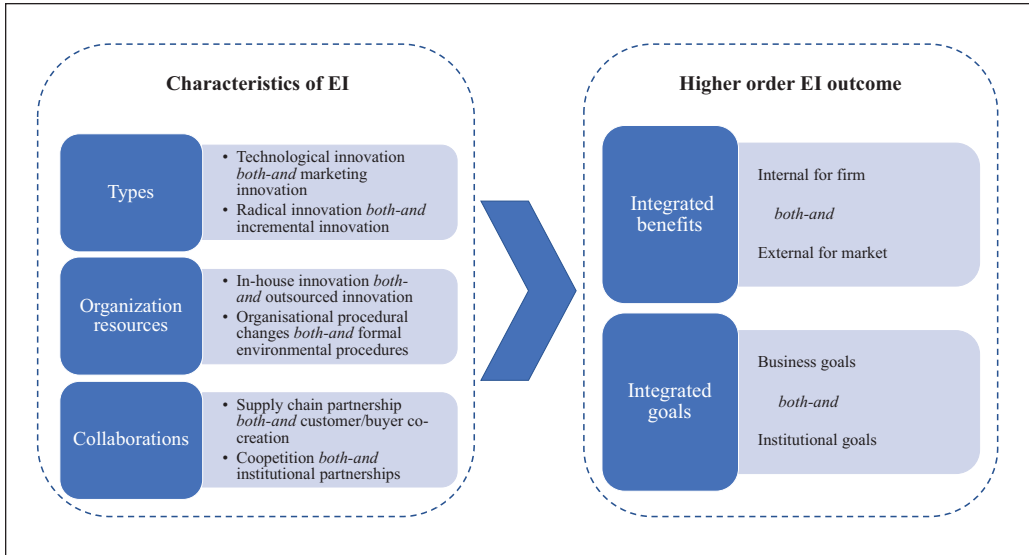 Characteristics of EI
Types
• Technological innovation
both-and marketing
innovation
• Radical innovation both-and
incremental innovation
Organization
resources
• In-house innovation both-
and outsourced innovation
• Organisational procedural
changes both-and formal
environmental procedures
Collaborations
• Supply chain partnership
both-and customer/buyer co-
creation
• Coopetition both-and
institutional partnerships
Higher order EI outcome
Integrated
benefits
Internal for firm
both-and
External for market
Integrated
goals
Business goals
both-and
Institutional goals